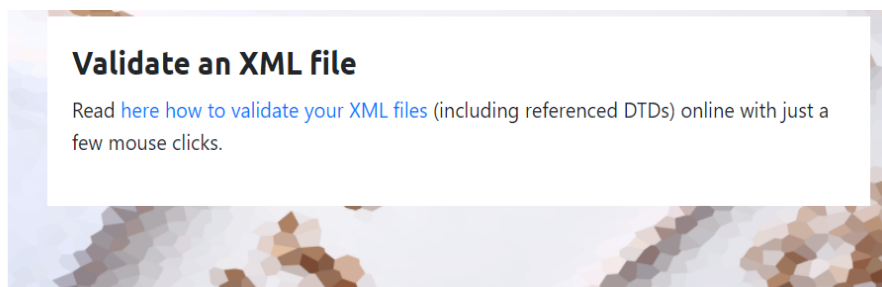 Validate an XML file
Read here how to validate your XML files (including referenced DTDs) online with just a
few mouse clicks.